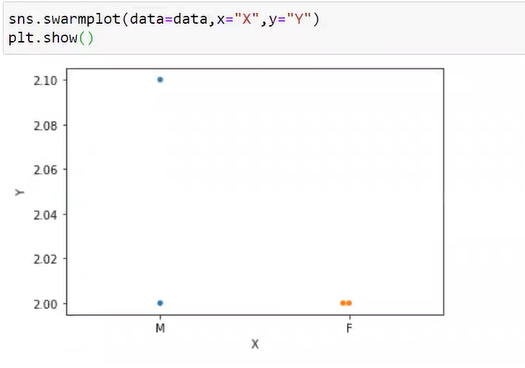 sns.swarmplot(data=data,x="X",y="Y")
plt.show()
2.10
2.08
2.06
2.04
2.02
2.00
Y
M F
X